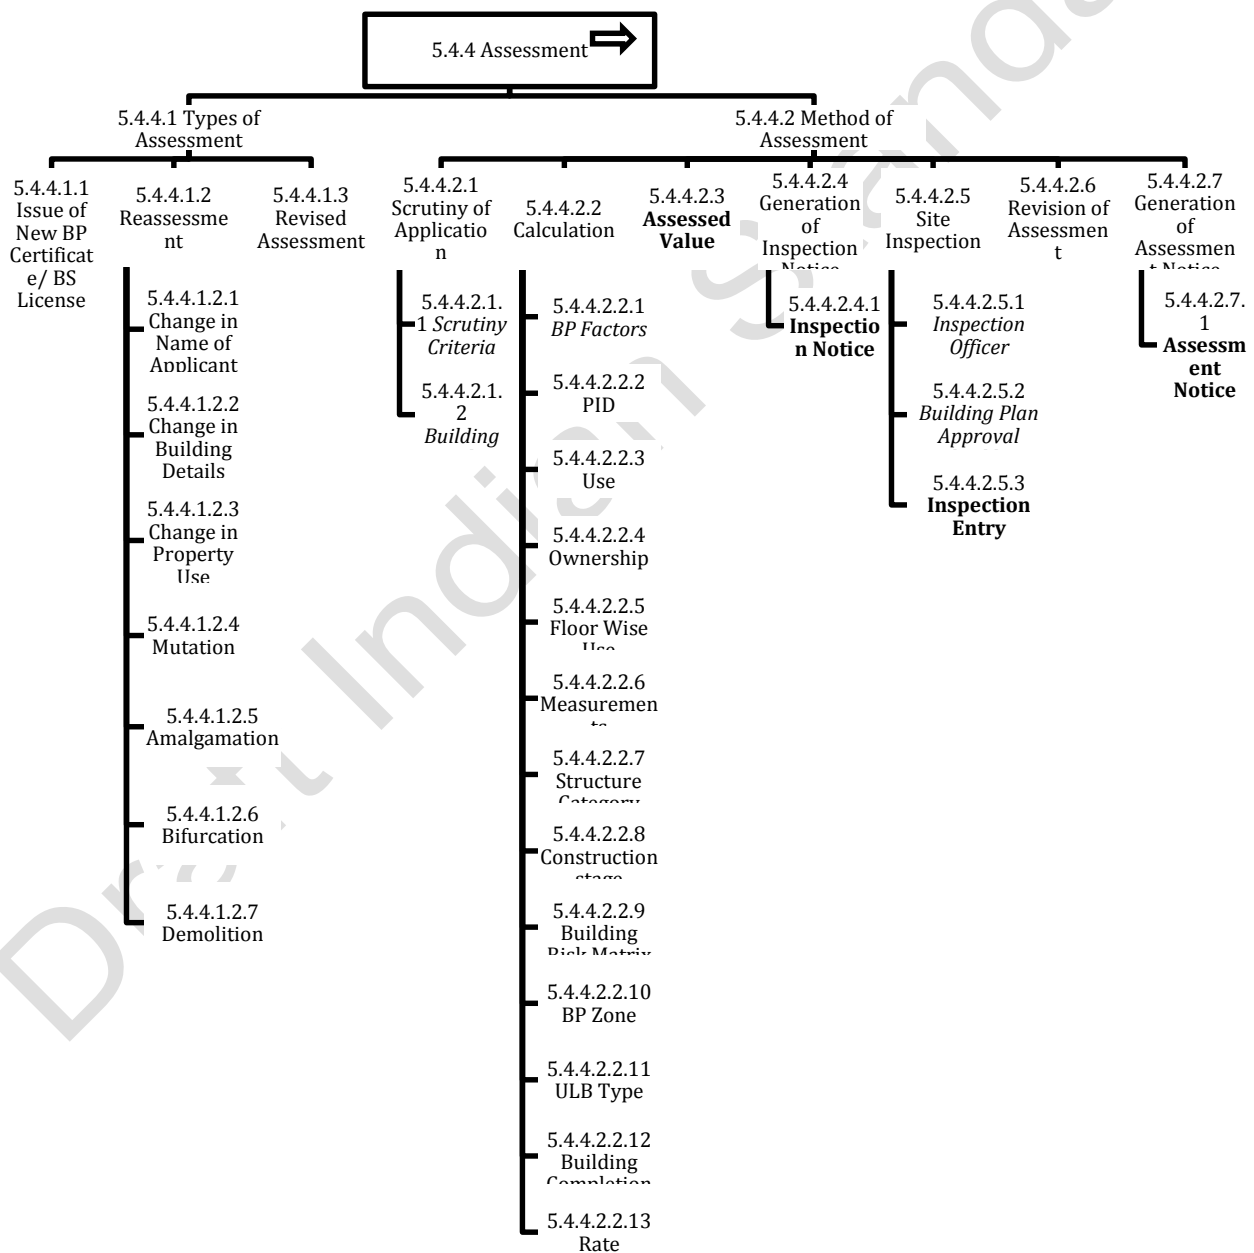 5.4.4 Assessment
5.4.4.1 Types of
Assessment
5.4.4.2 Method of
Assessment
5.4.4.1.1
Issue of
New BP
Certificat
e/ BS
License
5.4.4.1.2
Reassessme
nt
5.4.4.1.2.1
Change in
Name of
Applicant
5.4.4.1.2.2
Change in
Building
Details
5.4.4.1.2.3
Change in
Property
Use
5.4.4.1.2.4
Mutation
5.4.4.1.2.5
Amalgamation
5.4.4.1.2.6
Bifurcation
5.4.4.1.2.7
Demolition
5.4.4.1.3
Revised
Assessment
5.4.4.2.1
Scrutiny of
Applicatio
n
5.4.4.2.1.
1 Scrutiny
Criteria
5.4.4.2.1.
2
Building
5.4.4.2.2
Calculation
5.4.4.2.2.1
BP Factors
5.4.4.2.2.2
PID
5.4.4.2.2.3
Use
5.4.4.2.2.4
Ownership
5.4.4.2.2.5
Floor Wise
Use
5.4.4.2.2.6
Measuremen
ts
5.4.4.2.2.7
Structure
Category
5.4.4.2.2.8
Construction
stage
5.4.4.2.2.9
Building
Risk Matrix
5.4.4.2.2.10
BP Zone
5.4.4.2.2.11
ULB Type
5.4.4.2.2.12
Building
Completion
5.4.4.2.2.13
Rate
5.4.4.2.3
Assessed
Value
5.4.4.2.4
Generation
of
Inspection
Notice
5.4.4.2.4.1
Inspectio
n Notice
5.4.4.2.5
Site
Inspection
5.4.4.2.5.1
Inspection
Officer
5.4.4.2.5.2
Building Plan
Approval
5.4.4.2.5.3
Inspection
Entry
5.4.4.2.6
Revision of
Assessmen
t
5.4.4.2.7
Generation
of
Assessmen
t Notice
5.4.4.2.7.
1
Assessm
ent
Notice